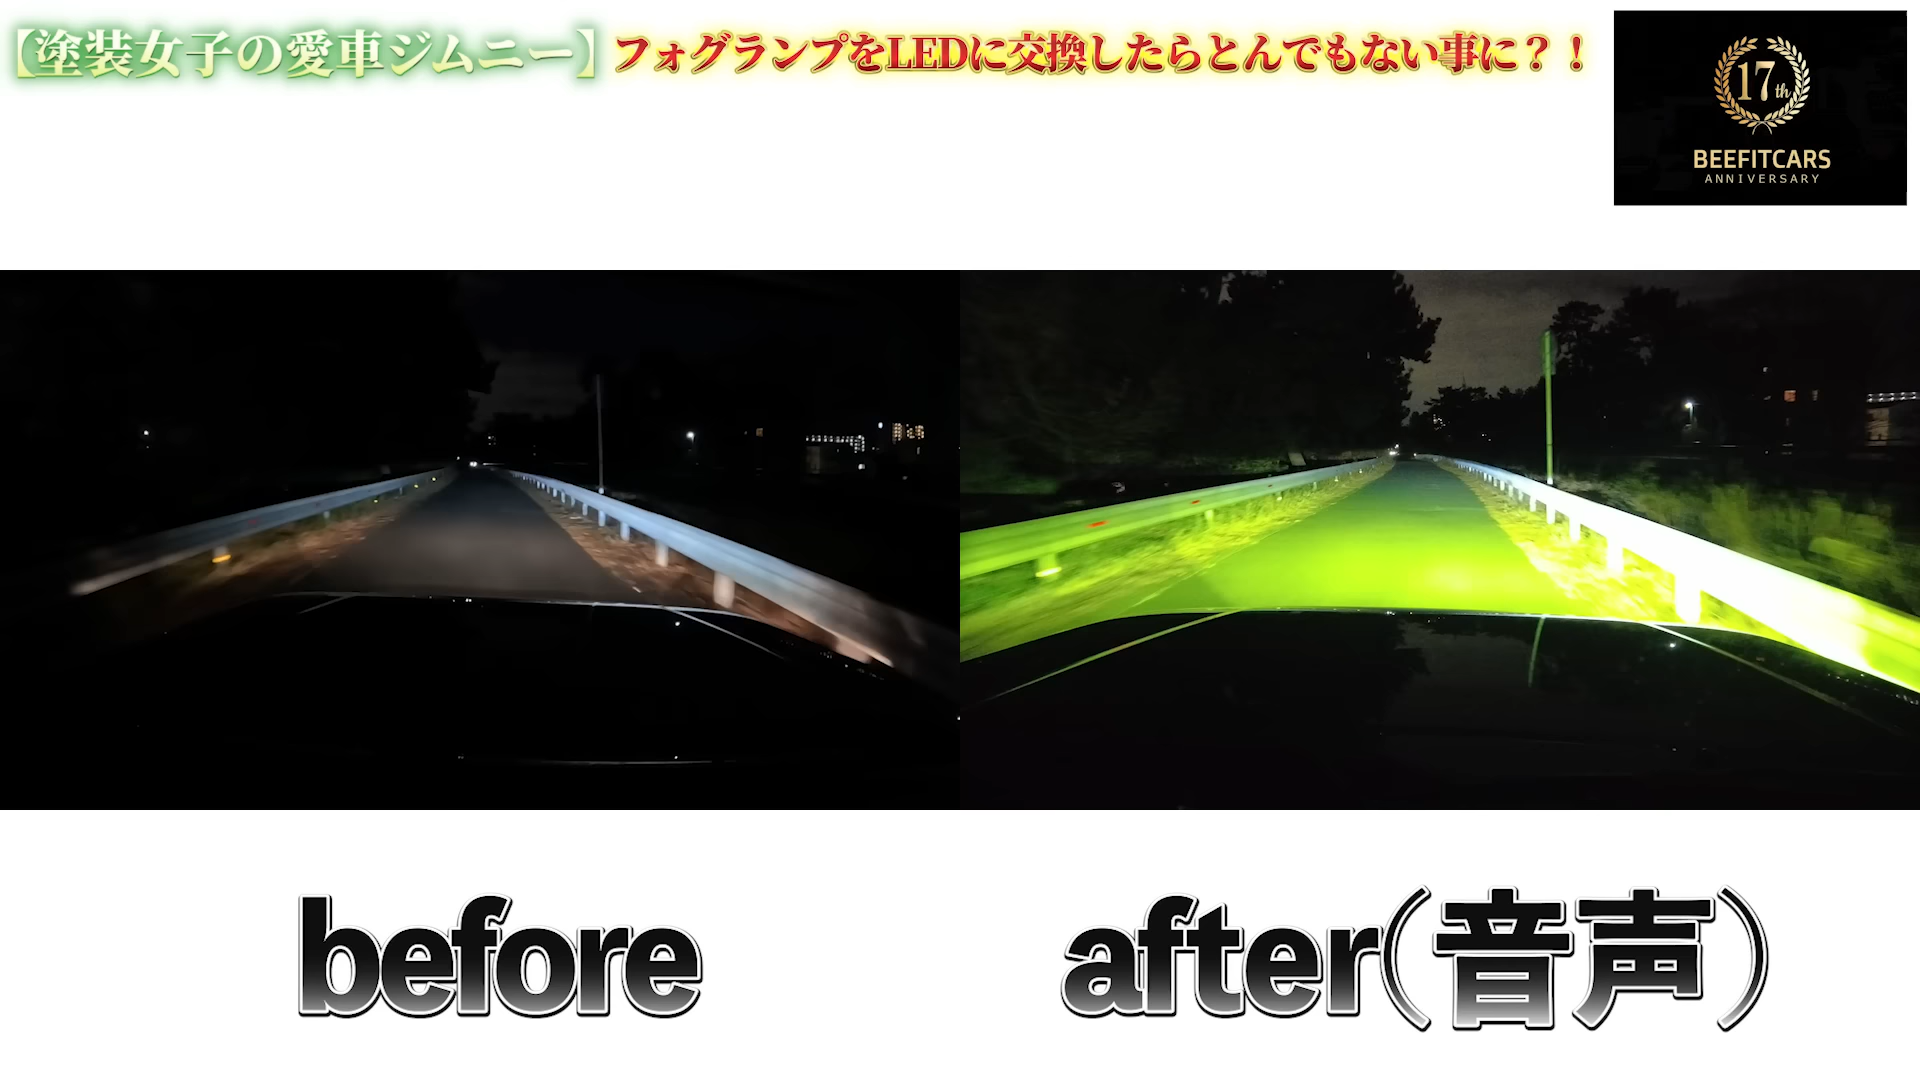 【塗装女子の愛車ジムニー】フォグランプをLEDに交換したらとんでもない事に？！
17th
BEEFITCARS
ANNIVERSARY
before
after（音声）